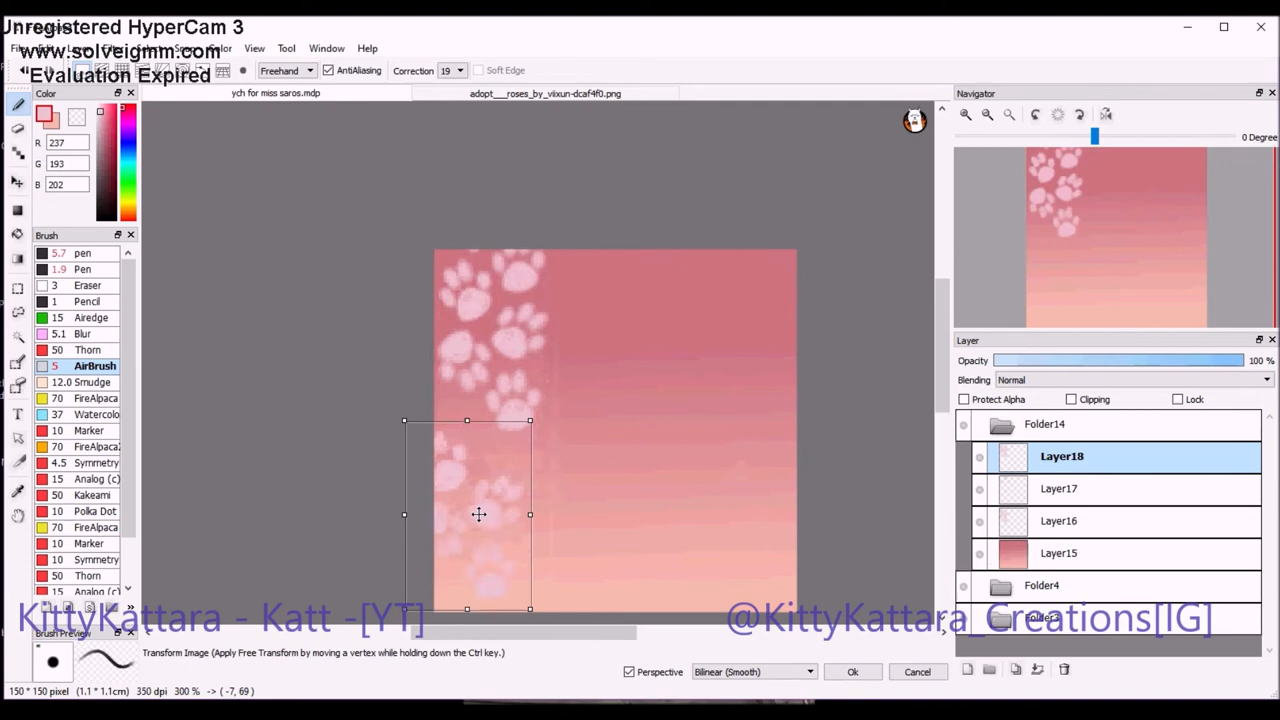 Unregistered HyperCam 3
www.solveigmm.com
Evaluation Expired
View Tool Window Help
Freehand AntiAliasing Correction 19 Soft Edge
Color
ych for miss saros.mdp
adopt___roses_by_viixun-dcaf4f0.png
Navigator
R 237
G 193
B 202
0 Degree
Brush
5.7 pen
1.9 Pen
3 Eraser
1 Pencil
15 Airedge
5.1 Blur
50 Thorn
5 AirBrush
12.0 Smudge
70 FireAlpaca
37 Watercolo
10 Marker
70 FireAlpaca
4.5 Symmetry
15 Analog (c)
50 Kakeami
10 Polka Dot
70 FireAlpaca
10 Marker
10 Symmetry
50 Thorn
15 Analog (c)
Layer
Opacity 100 %
Blending Normal
Protect Alpha Clipping Lock
Folder14
Layer18
Layer17
Layer16
Layer15
Folder4
KittyKattara - Katt -[YT]
@KittyKattara_Creations[IG]
Brush Preview
Transform Image (Apply Free Transform by moving a vertex while holding down the Ctrl key.)
Perspective Bilinear (Smooth) Ok Cancel
150 * 150 pixel (1.1 * 1.1cm) 350 dpi 300 % -> ( -7, 69 )